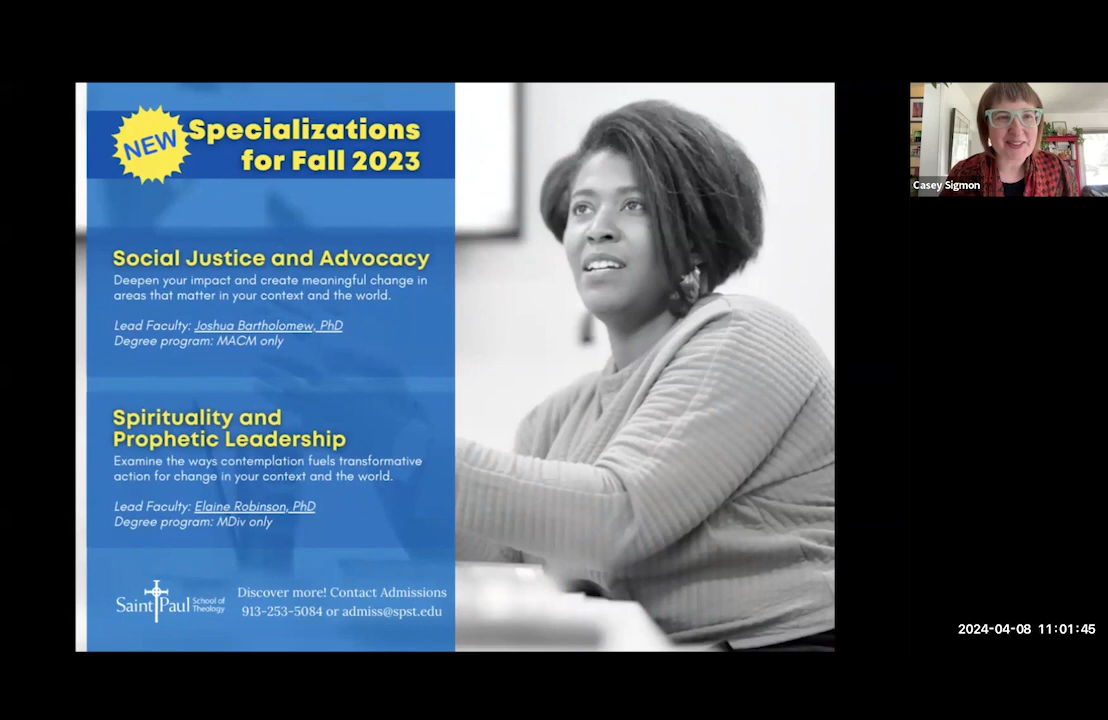 NEW
Specializations
for Fall 2023
Social Justice and Advocacy
Deepen your impact and create meaningful change in
areas that matter in your context and the world.
Lead Faculty: Joshua Bartholomew, PhD
Degree program: MACM only
Spirituality and
Prophetic Leadership
Examine the ways contemplation fuels transformative
action for change in your context and the world.
Lead Faculty: Elaine Robinson, PhD
Degree program: MDiv only
Saint Paul School of
Theology
Discover more! Contact Admissions
913-253-5084 or admiss@spst.edu
Casey Sigmon
2024-04-08 11:01:45